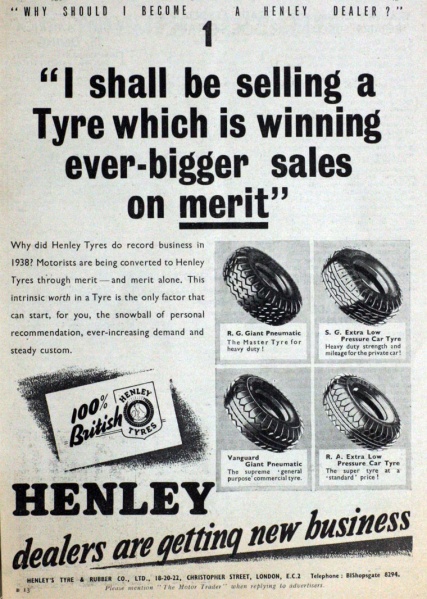 "WHY SHOULD I BECOME A HENLEY DEALER?"
1
"I shall be selling a
Tyre which is winning
ever-bigger sales
on merit"
Why did Henley Tyres do record business in
1938? Motorists are being converted to Henley
Tyres through merit—and merit alone. This
intrinsic worth in a Tyre is the only factor that
can start, for you, the snowball of personal
recommendation, ever-increasing demand and
steady custom.
R. G. Giant Pneumatic
The Master Tyre for
heavy duty!
S. G. Extra Low
Pressure Car Tyre
Heavy duty strength and
mileage for the private car!
Vanguard
Giant Pneumatic
The supreme 'general
purpose' commercial tyre.
R. A. Extra Low
Pressure Car Tyre
The super tyre at a
'standard' price!
100%
British
HENLEY
TYRES
HENLEY
dealers are getting new business
HENLEY'S TYRE & RUBBER CO., LTD., 18-20-22, CHRISTOPHER STREET, LONDON, E.C.2 Telephone: BIShopsgate 8294.
Please mention "The Motor Trader" when replying to advertisers.